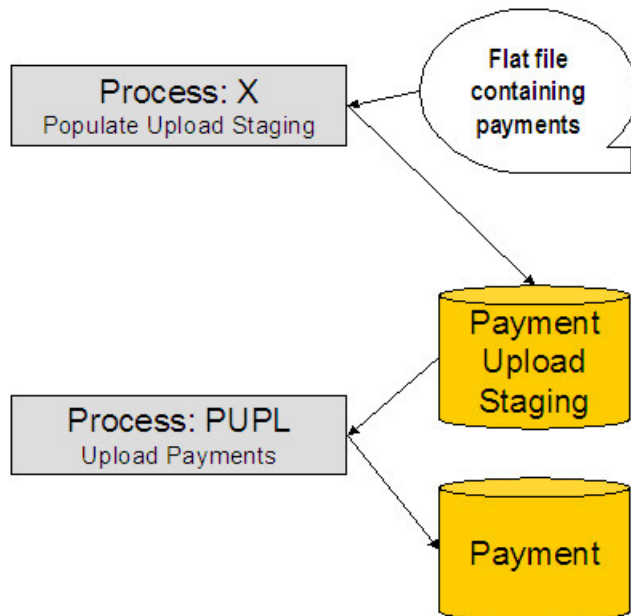 Process: X
Populate Upload Staging
Flat file
containing
payments
Payment
Upload
Staging
Process: PUPL
Upload Payments
Payment